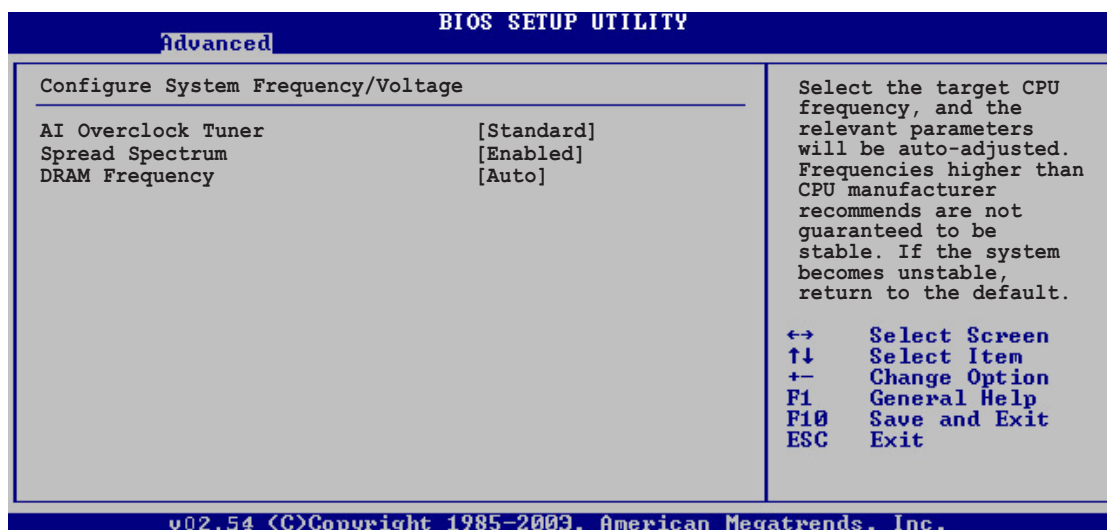 BIOS SETUP UTILITY
Advanced
Configure System Frequency/Voltage
AI Overclock Tuner [Standard]
Spread Spectrum [Enabled]
DRAM Frequency [Auto]
Select the target CPU
frequency, and the
relevant parameters
will be auto-adjusted.
Frequencies higher than
CPU manufacturer
recommends are not
guaranteed to be
stable. If the system
becomes unstable,
return to the default.
←→ Select Screen
↑↓ Select Item
+- Change Option
F1 General Help
F10 Save and Exit
ESC Exit
v02.54 (C)Copyright 1985-2003, American Megatrends, Inc.